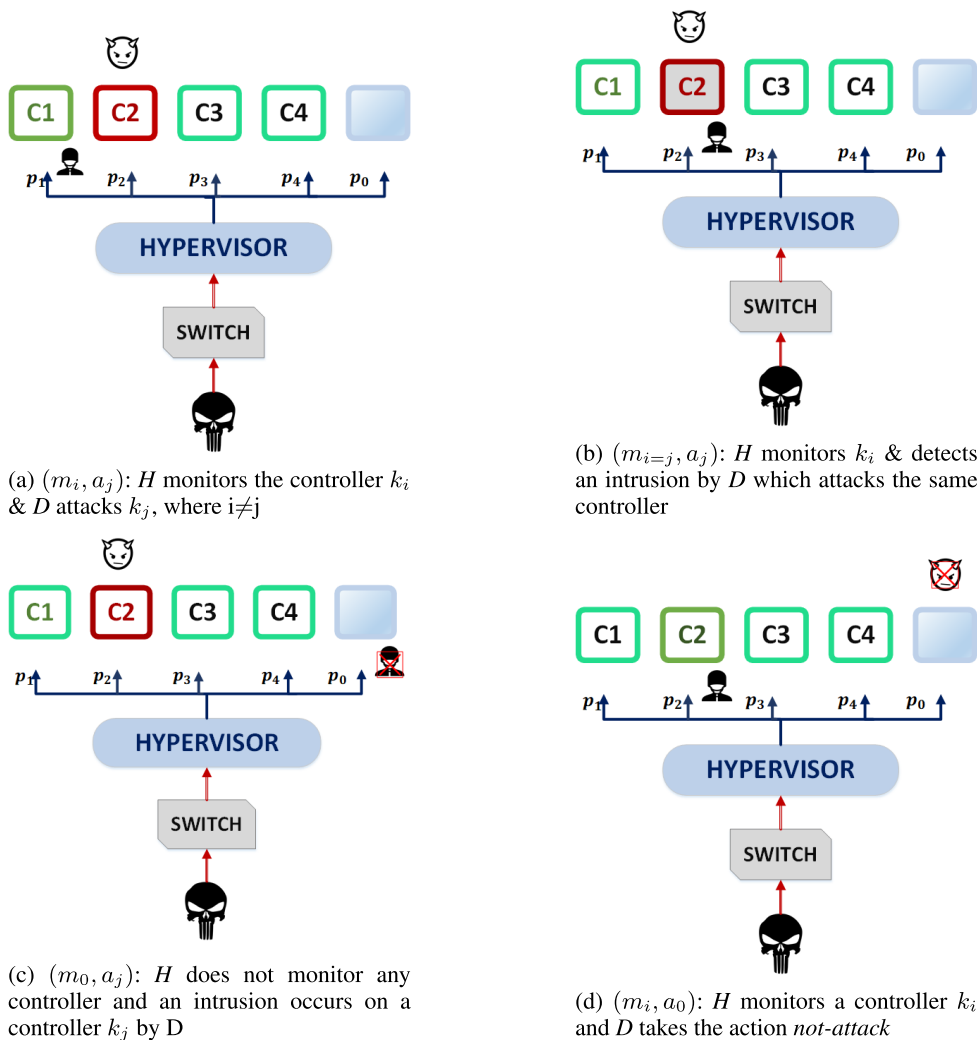 C1 C2 C3 C4
p₁ p₂ p₃ p₄ p₀
HYPERVISOR
SWITCH
(a) (mᵢ, aⱼ): H monitors the controller kᵢ
& D attacks kⱼ, where i≠j
C1 C2 C3 C4
p₁ p₂ p₃ p₄ p₀
HYPERVISOR
SWITCH
(b) (mᵢ₌ⱼ, aⱼ): H monitors kᵢ & detects
an intrusion by D which attacks the same
controller
C1 C2 C3 C4
p₁ p₂ p₃ p₄ p₀
HYPERVISOR
SWITCH
(c) (m₀, aⱼ): H does not monitor any
controller and an intrusion occurs on a
controller kⱼ by D
C1 C2 C3 C4
p₁ p₂ p₃ p₄ p₀
HYPERVISOR
SWITCH
(d) (mᵢ, a₀): H monitors a controller kᵢ
and D takes the action not-attack